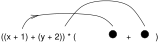 ((x + 1) + (y + 2)) * ( + )